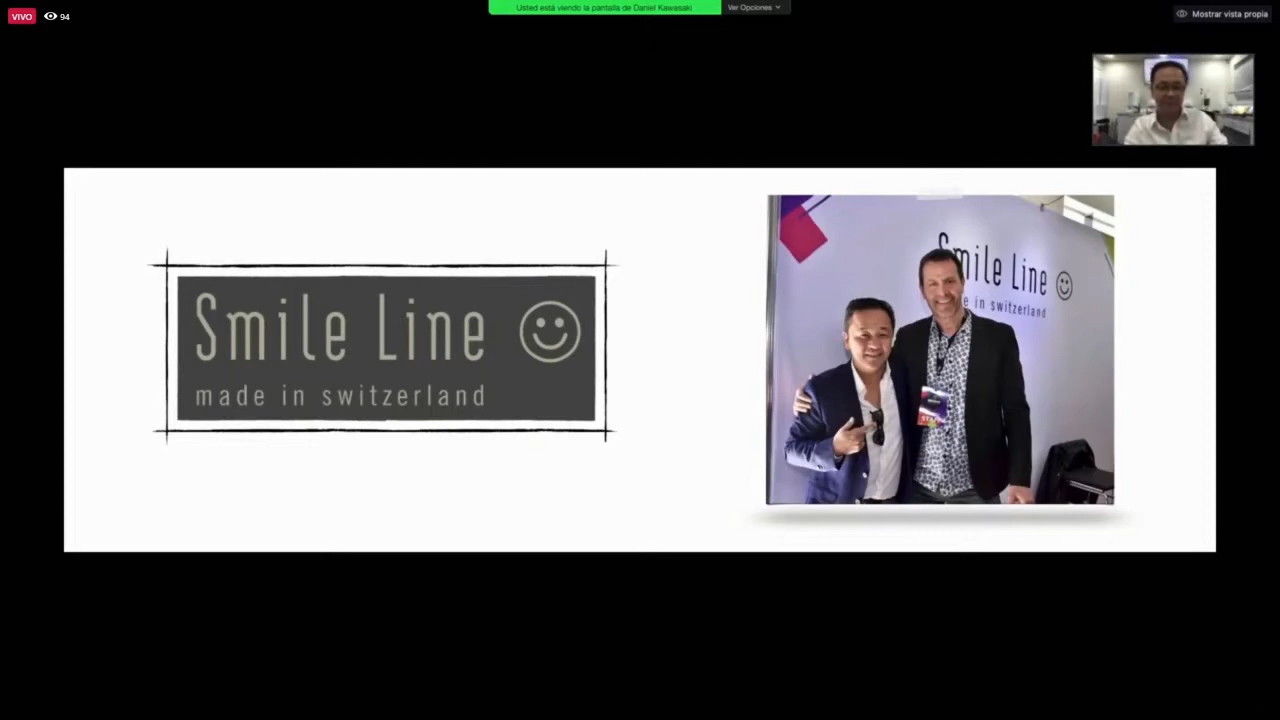 VIVO 94
Usted está viendo la pantalla de Daniel Kawasaki
Ver Opciones
Mostrar vista propia
Smile Line
made in switzerland
Smile Line
e in switzerland
STAFF